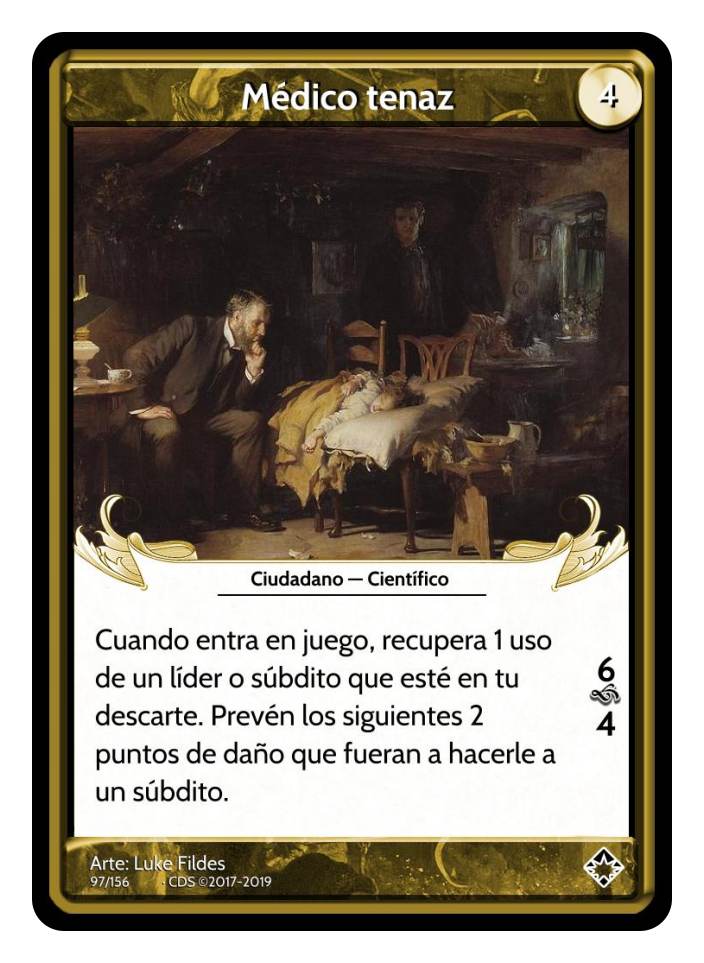 Médico tenaz
4
Ciudadano — Científico
Cuando entra en juego, recupera 1 uso
de un líder o súbdito que esté en tu
descarte. Prevén los siguientes 2
puntos de daño que fueran a hacerle a
un súbdito.
6
4
Arte: Luke Fildes
97/156 · CDS ©2017-2019